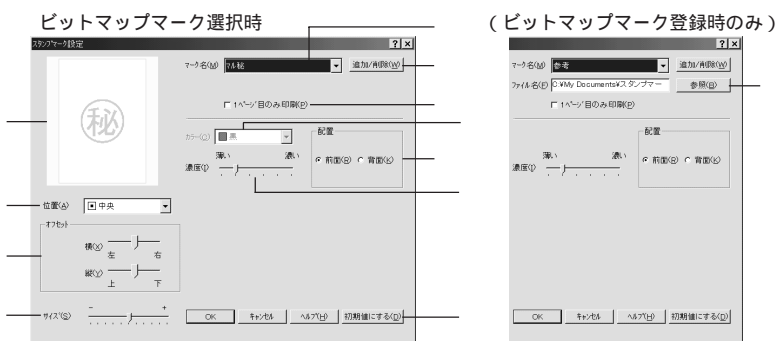 ビットマップマーク選択時
(ビットマップマーク登録時のみ)
スタンプマーク設定
マーク名(M) マル秘 追加/削除(W)
1ページ目のみ印刷(P)
秘
カラー(C) 黒
配置
薄い 濃い
濃度(I)
前面(R) 背面(K)
位置(A) 中央
オフセット
横(X)
左 右
縦(Y)
上 下
サイズ(S)
- +
OK キャンセル ヘルプ(H) 初期値にする(D)
マーク名(M) 参考 追加/削除(W)
ファイル名(F) C:¥My Documents¥スタンプマー 参照(B)
1ページ目のみ印刷(P)
配置
薄い 濃い
濃度(I)
前面(R) 背面(K)
OK キャンセル ヘルプ(H) 初期値にする(D)